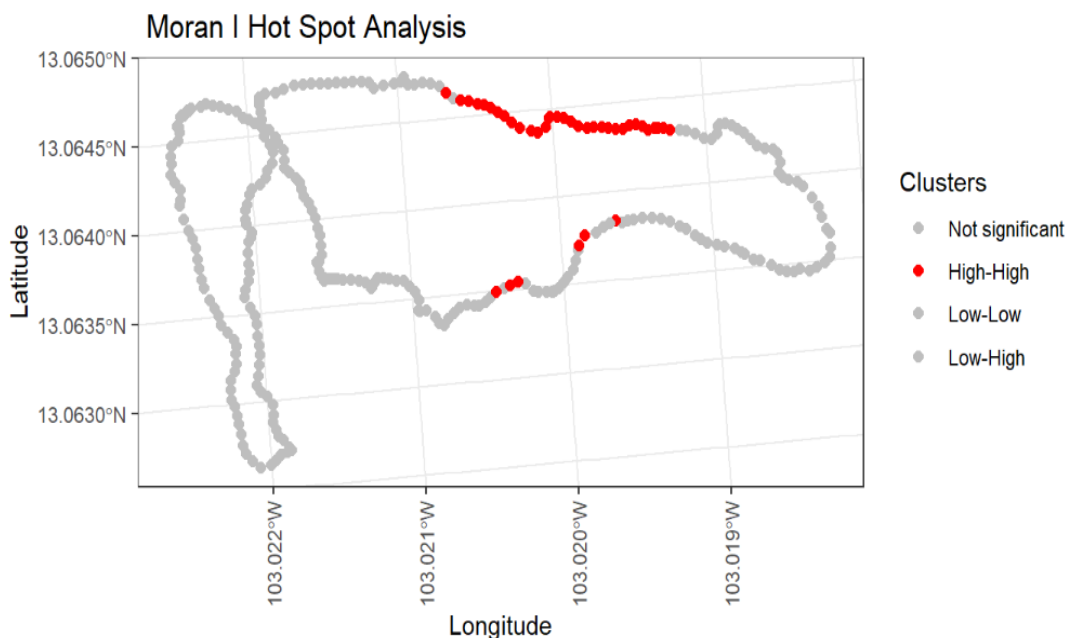 Moran I Hot Spot Analysis
13.0650°N
13.0645°N
13.0640°N
13.0635°N
13.0630°N
Latitude
103.022°W
103.021°W
103.020°W
103.019°W
Longitude
Clusters
Not significant
High-High
Low-Low
Low-High